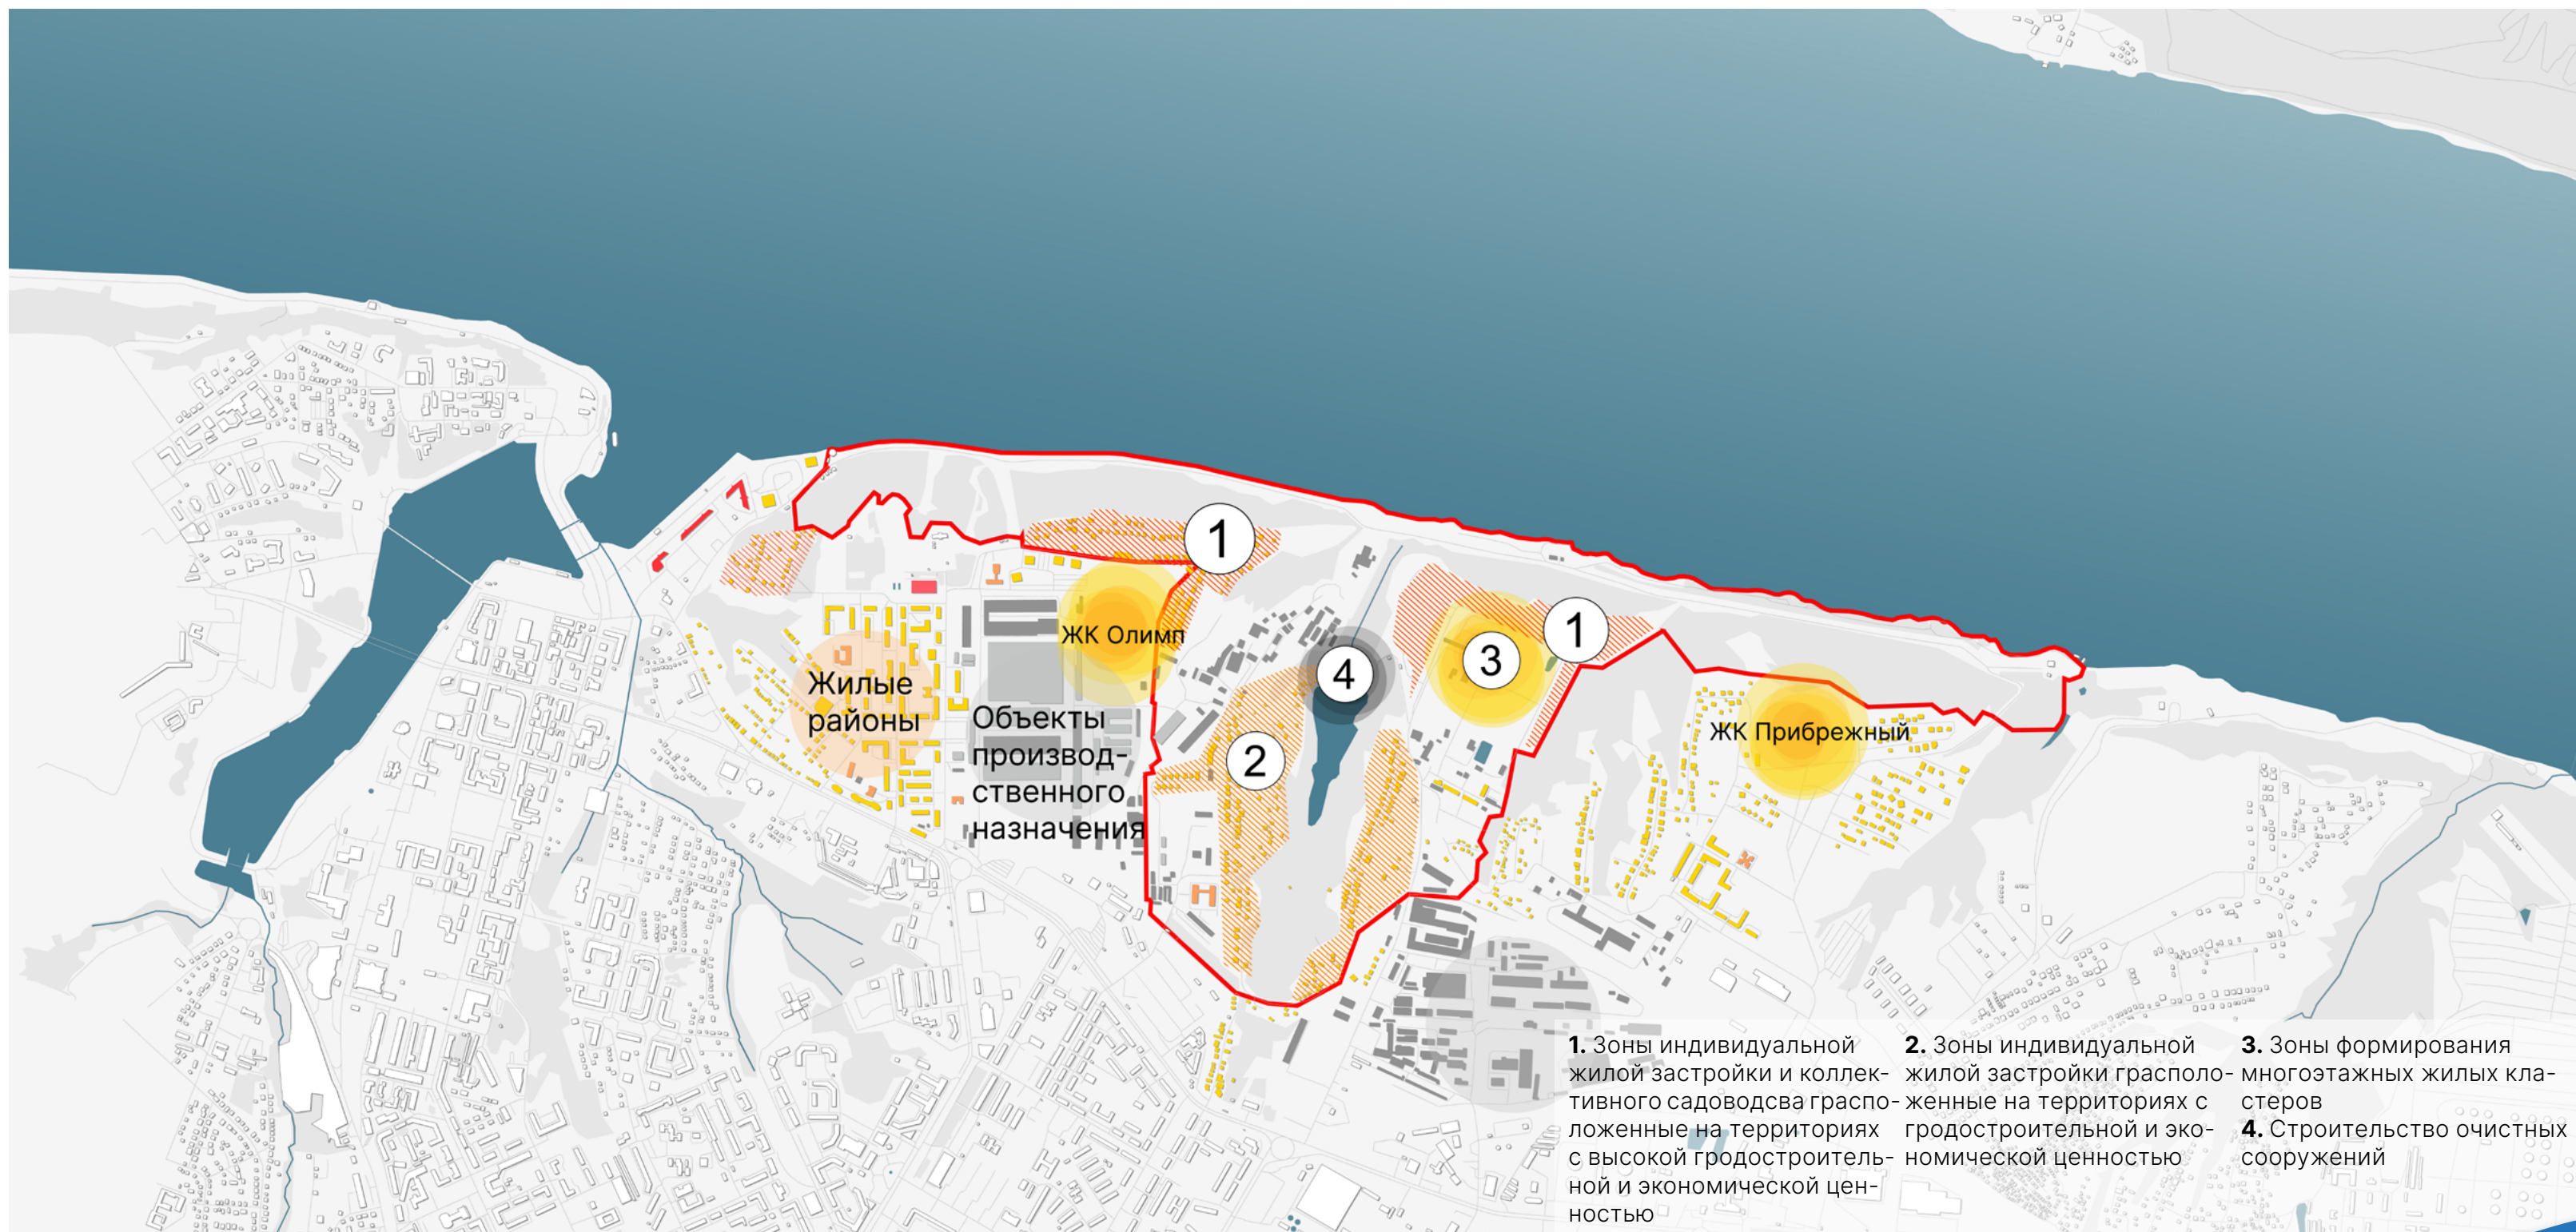 1
1
ЖК Олимп
3
4
Жилые
районы
Объекты
производ-
ственного
назначения
ЖК Прибрежный
2
1. Зоны индивидуальной
жилой застройки и коллек-
тивного садоводсва граспо-
ложенные на территориях
с высокой гродостроитель-
ной и экономической цен-
ностью
2. Зоны индивидуальной
жилой застройки грасполо-
женные на территориях с
гродостроительной и эко-
номической ценностью
3. Зоны формирования
многоэтажных жилых кла-
стеров
4. Строительство очистных
сооружений